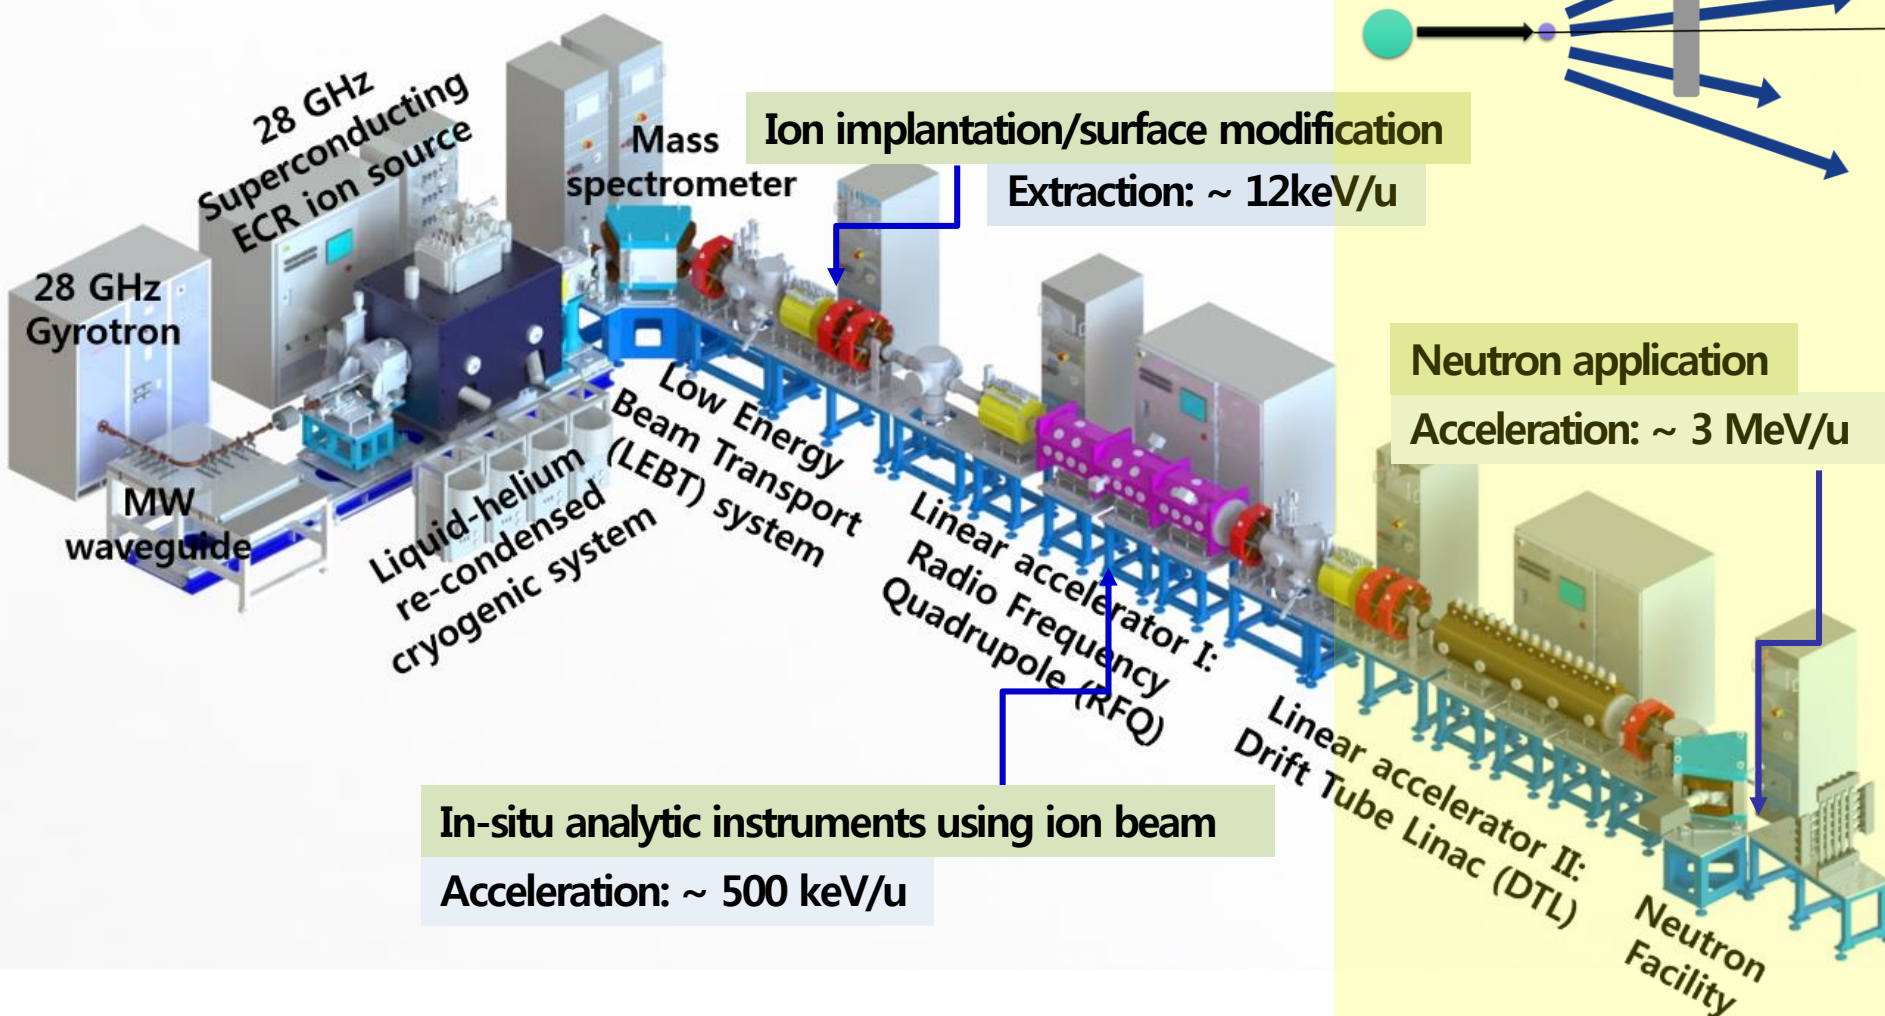 28 GHz
Superconducting
ECR ion source
Mass
spectrometer
Ion implantation/surface modification
Extraction: ~ 12keV/u
28 GHz
Gyrotron
Neutron application
Acceleration: ~ 3 MeV/u
MW
waveguide
Liquid-helium
re-condensed
cryogenic system
Low Energy
Beam Transport
(LEBT) system
Linear accelerator I:
Radio Frequency
Quadrupole (RFQ)
Linear accelerator II:
Drift Tube Linac (DTL)
In-situ analytic instruments using ion beam
Acceleration: ~ 500 keV/u
Neutron
Facility